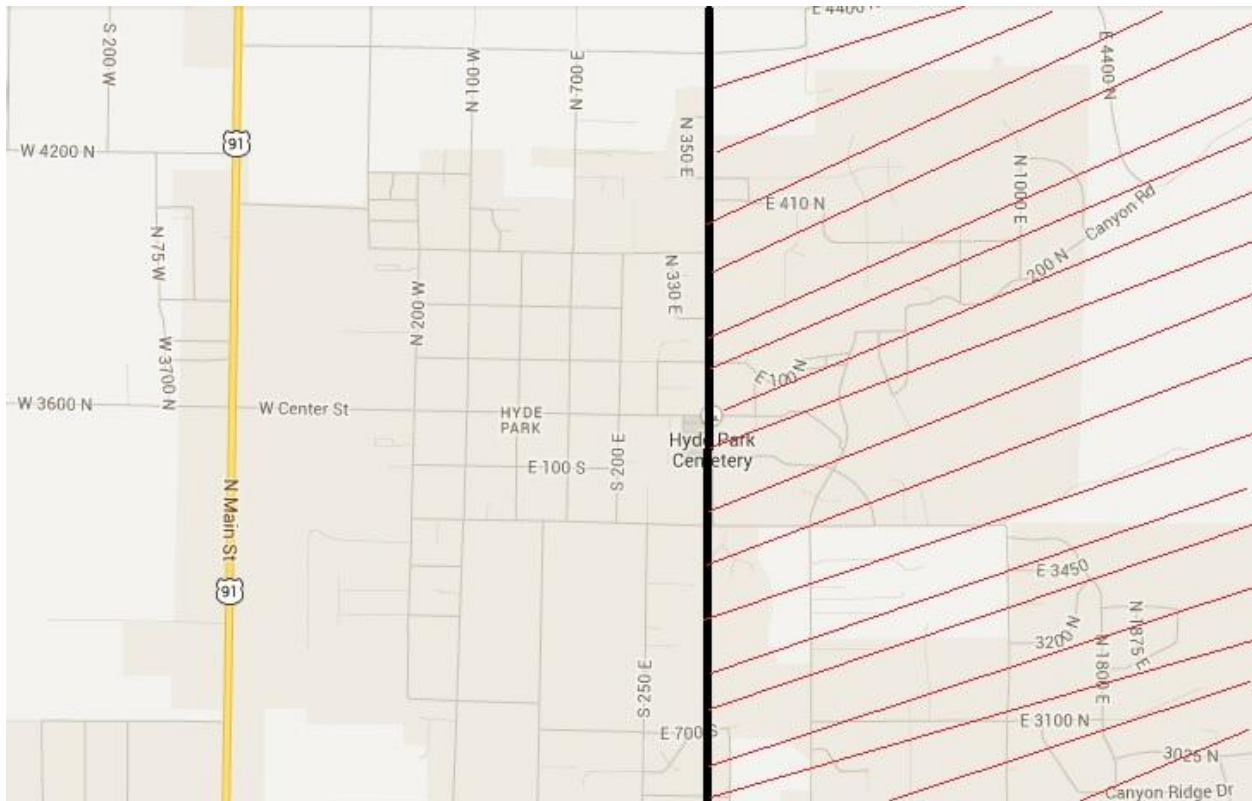 E 4400 N
S 200 W
N 100 W
N 700 E
E 4400 N
91
W 4200 N
N 350 E
N 1000 E
E 410 N
Canyon Rd
N 75 W
200 N
N 330 E
N 200 W
W 3700 N
E 100 N
W 3600 N
W Center St
HYDE
PARK
Hyde Park
Cemetery
E 100 S
S 200 E
N Main St
91
E 3450
N 1875 E
3200 N
N 1800 E
S 250 E
E 700 S
E 3100 N
3025 N
Canyon Ridge Dr